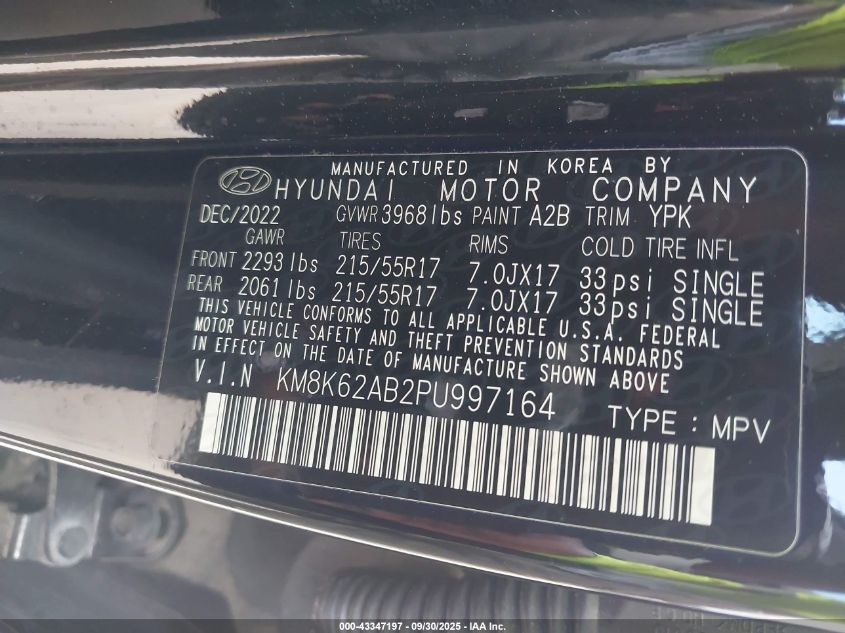 MANUFACTURED IN KOREA BY
HYUNDAI MOTOR COMPANY
DEC/2022 GVWR 3968 lbs PAINT A2B TRIM YPK
GAWR TIRES RIMS COLD TIRE INFL
FRONT 2293 lbs 215/55R17 7.0JX17 33psi SINGLE
REAR 2061 lbs 215/55R17 7.0JX17 33psi SINGLE
THIS VEHICLE CONFORMS TO ALL APPLICABLE U.S.A. FEDERAL
MOTOR VEHICLE SAFETY AND THEFT PREVENTION STANDARDS
IN EFFECT ON THE DATE OF MANUFACTURE SHOWN ABOVE
V.I.N KM8K62AB2PU997164
TYPE : MPV
000-43347197 - 09/30/2025 - IAA Inc.